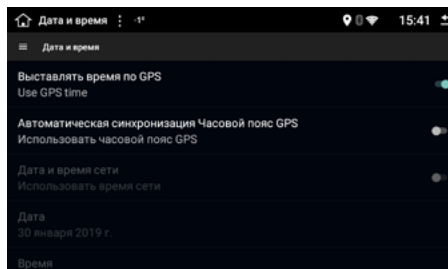 Дата и время -1° 15:41
Дата и время
Выставлять время по GPS
Use GPS time
Автоматическая синхронизация Часовой пояс GPS
Использовать часовой пояс GPS
Дата и время сети
Использовать время сети
Дата
30 января 2019 г.
Время